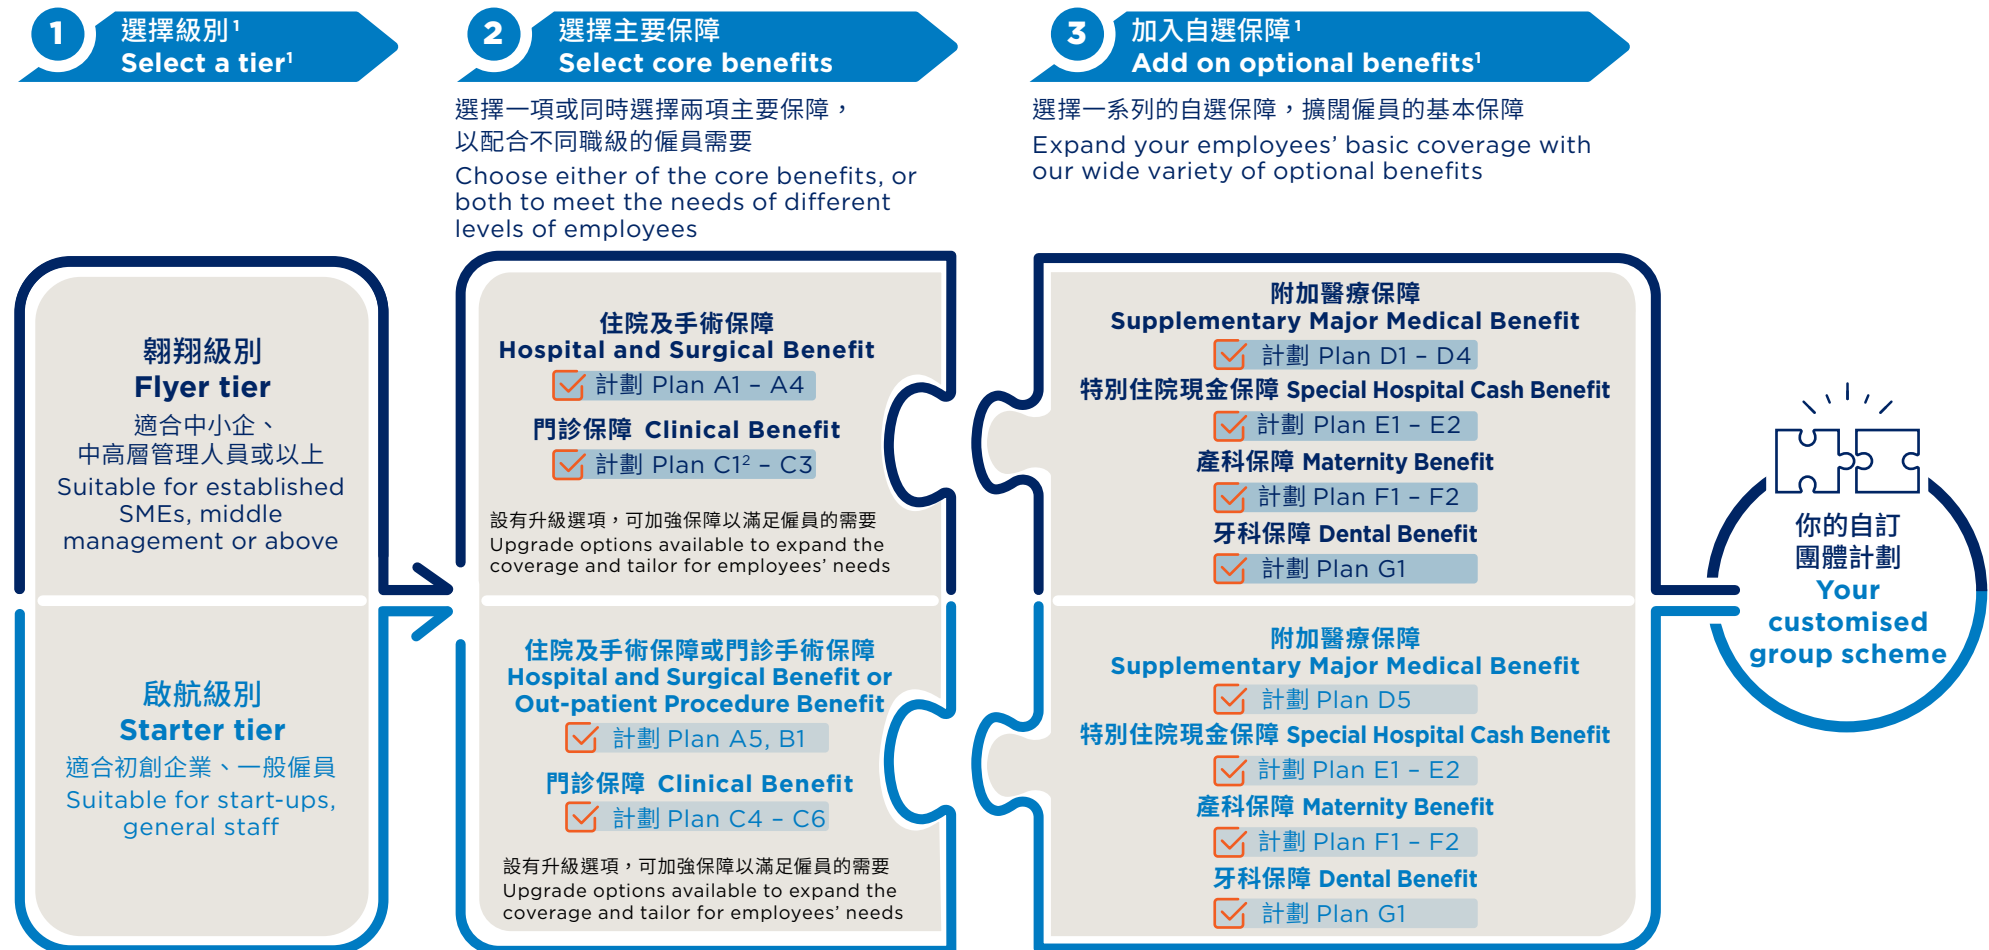 1
選擇級別¹
Select a tier¹
2
選擇主要保障
Select core benefits
選擇一項或同時選擇兩項主要保障，
以配合不同職級的僱員需要
Choose either of the core benefits, or
both to meet the needs of different
levels of employees
3
加入自選保障¹
Add on optional benefits¹
選擇一系列的自選保障，擴闊僱員的基本保障
Expand your employees’ basic coverage with
our wide variety of optional benefits
翱翔級別
Flyer tier
適合中小企、
中高層管理人員或以上
Suitable for established
SMEs, middle
management or above
啟航級別
Starter tier
適合初創企業、一般僱員
Suitable for start-ups,
general staff
住院及手術保障
Hospital and Surgical Benefit
計劃 Plan A1 – A4
門診保障 Clinical Benefit
計劃 Plan C1² – C3
設有升級選項，可加強保障以滿足僱員的需要
Upgrade options available to expand the
coverage and tailor for employees’ needs
住院及手術保障或門診手術保障
Hospital and Surgical Benefit or
Out-patient Procedure Benefit
計劃 Plan A5, B1
門診保障 Clinical Benefit
計劃 Plan C4 – C6
設有升級選項，可加強保障以滿足僱員的需要
Upgrade options available to expand the
coverage and tailor for employees’ needs
附加醫療保障
Supplementary Major Medical Benefit
計劃 Plan D1 – D4
特別住院現金保障 Special Hospital Cash Benefit
計劃 Plan E1 – E2
產科保障 Maternity Benefit
計劃 Plan F1 – F2
牙科保障 Dental Benefit
計劃 Plan G1
附加醫療保障
Supplementary Major Medical Benefit
計劃 Plan D5
特別住院現金保障 Special Hospital Cash Benefit
計劃 Plan E1 – E2
產科保障 Maternity Benefit
計劃 Plan F1 – F2
牙科保障 Dental Benefit
計劃 Plan G1
你的自訂
團體計劃
Your
customised
group scheme